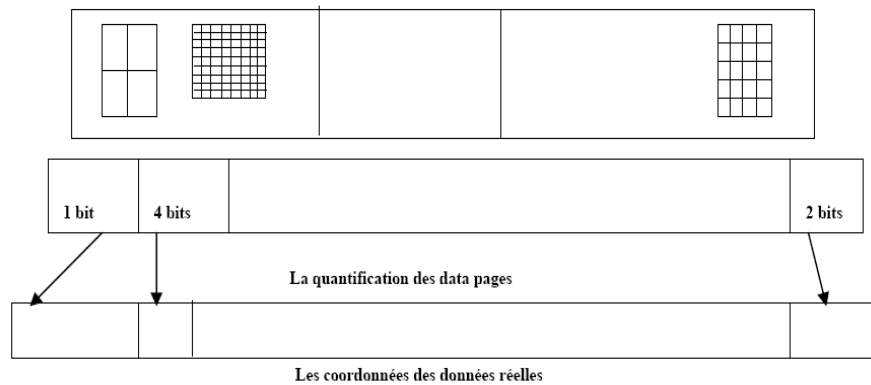 1 bit 4 bits 2 bits
La quantification des data pages
Les coordonnées des données réelles